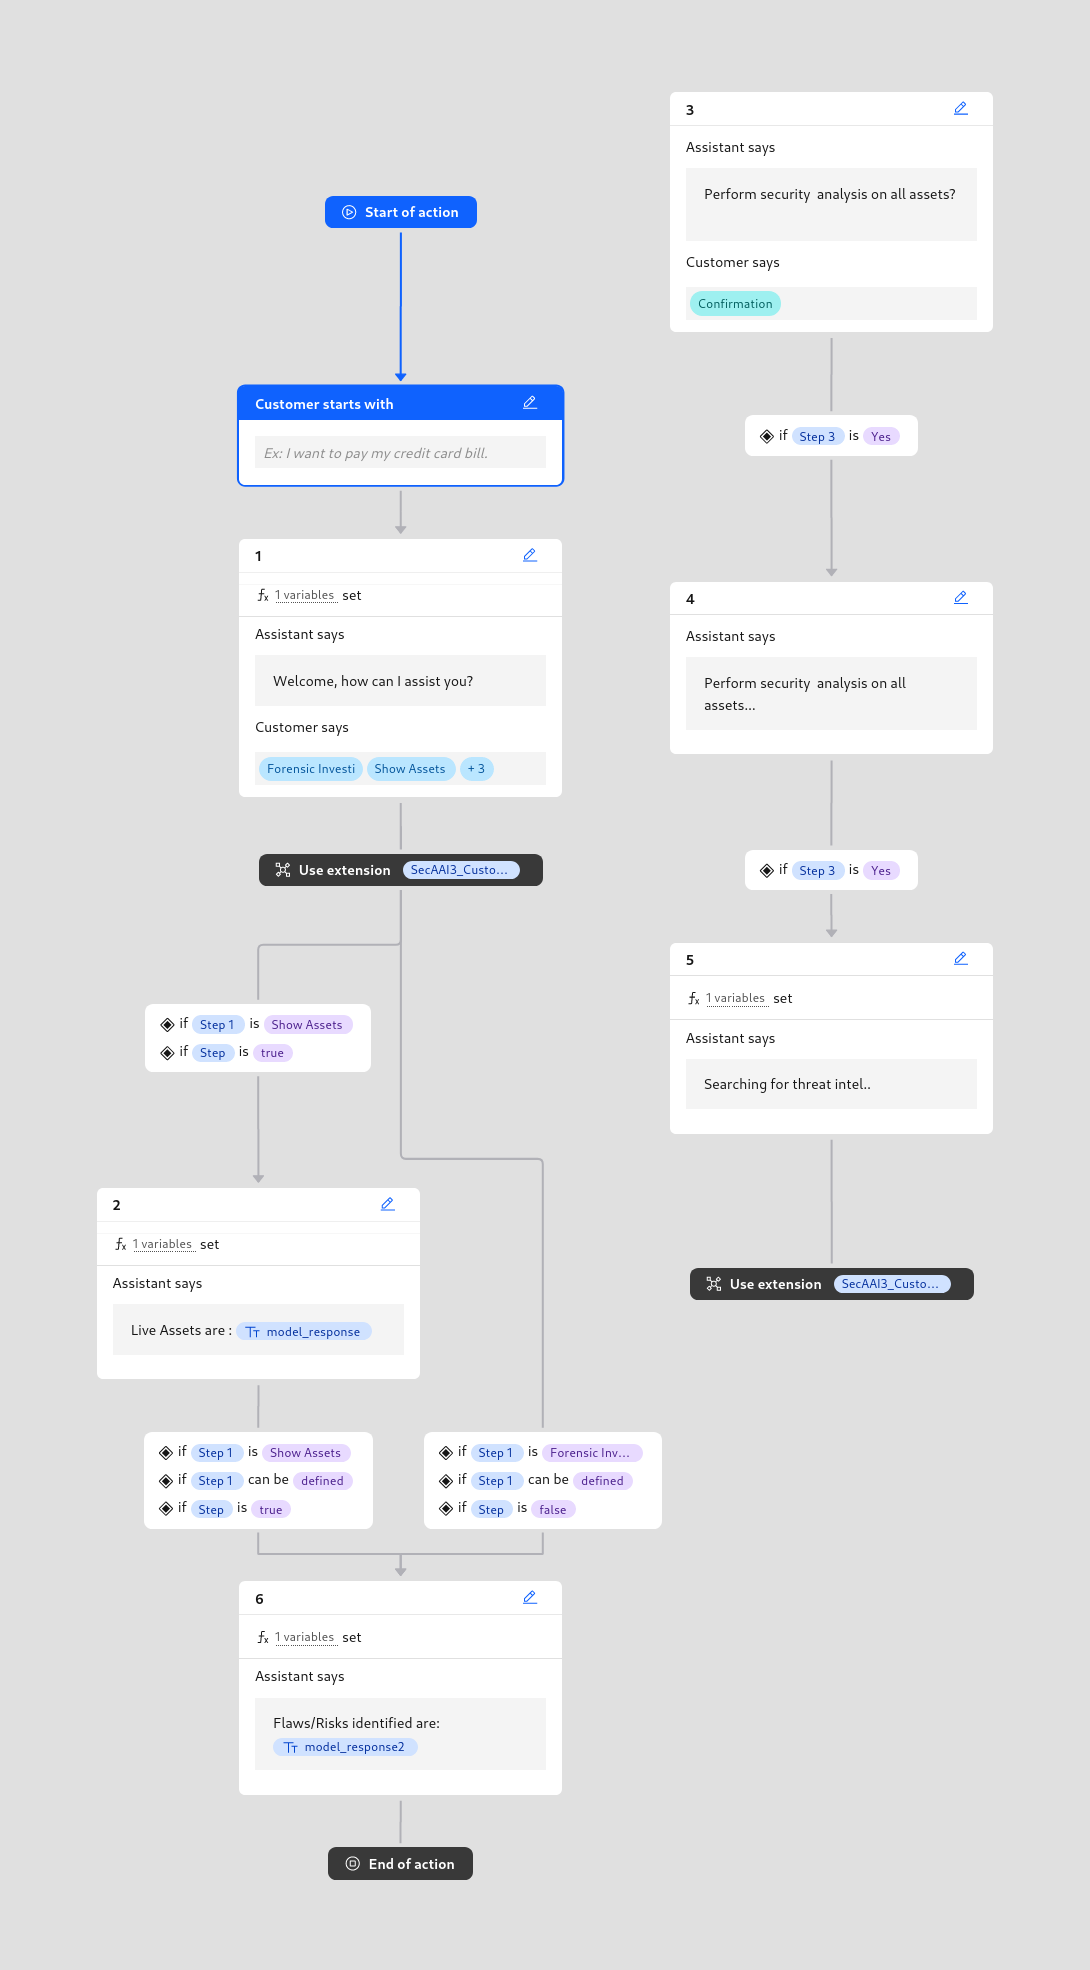 Start of action
Customer starts with
Ex: I want to pay my credit card bill.
1
fx 1 variables set
Assistant says
Welcome, how can I assist you?
Customer says
Forensic Investi Show Assets + 3
Use extension SecAAI3_Custo...
if Step 1 is Show Assets
if Step is true
2
fx 1 variables set
Assistant says
Live Assets are : Tт model_response
if Step 1 is Show Assets
if Step 1 can be defined
if Step is true
if Step 1 is Forensic Inv...
if Step 1 can be defined
if Step is false
6
fx 1 variables set
Assistant says
Flaws/Risks identified are:
Tт model_response2
End of action
3
Assistant says
Perform security  analysis on all assets?
Customer says
Confirmation
if Step 3 is Yes
4
Assistant says
Perform security  analysis on all
assets...
if Step 3 is Yes
5
fx 1 variables set
Assistant says
Searching for threat intel..
Use extension SecAAI3_Custo...